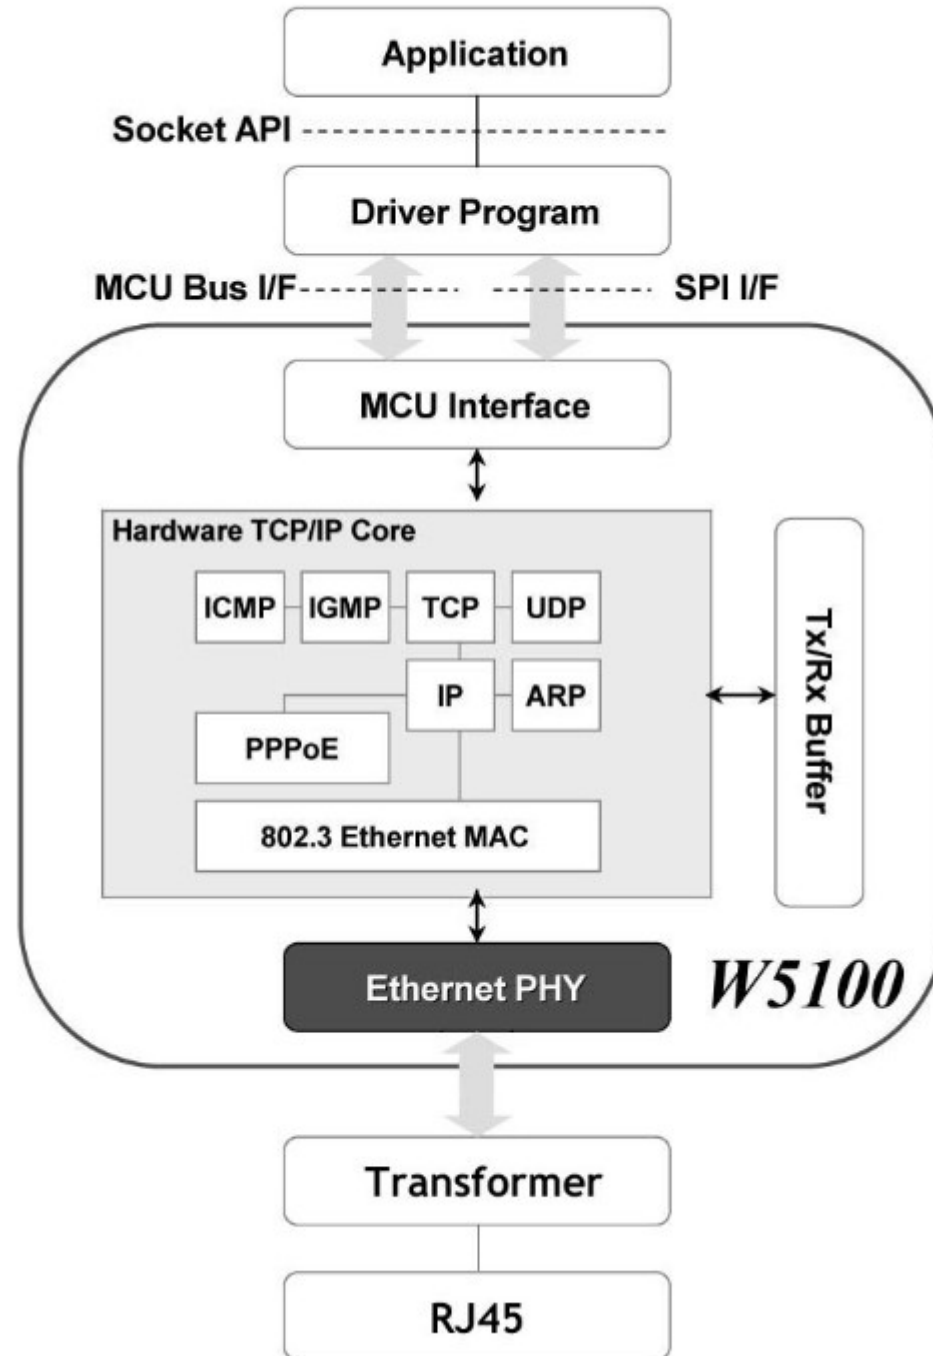 Application
Socket API
Driver Program
MCU Bus I/F
SPI I/F
MCU Interface
Hardware TCP/IP Core
ICMP
IGMP
TCP
UDP
IP
ARP
PPPoE
802.3 Ethernet MAC
Tx/Rx Buffer
Ethernet PHY
W5100
Transformer
RJ45